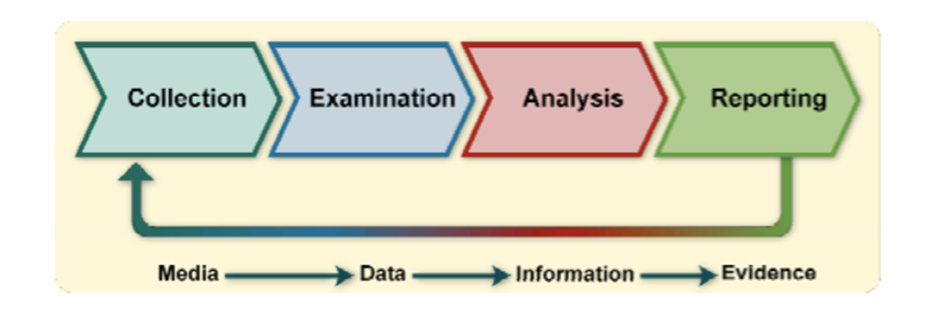 Collection Examination Analysis Reporting
Media Data Information Evidence